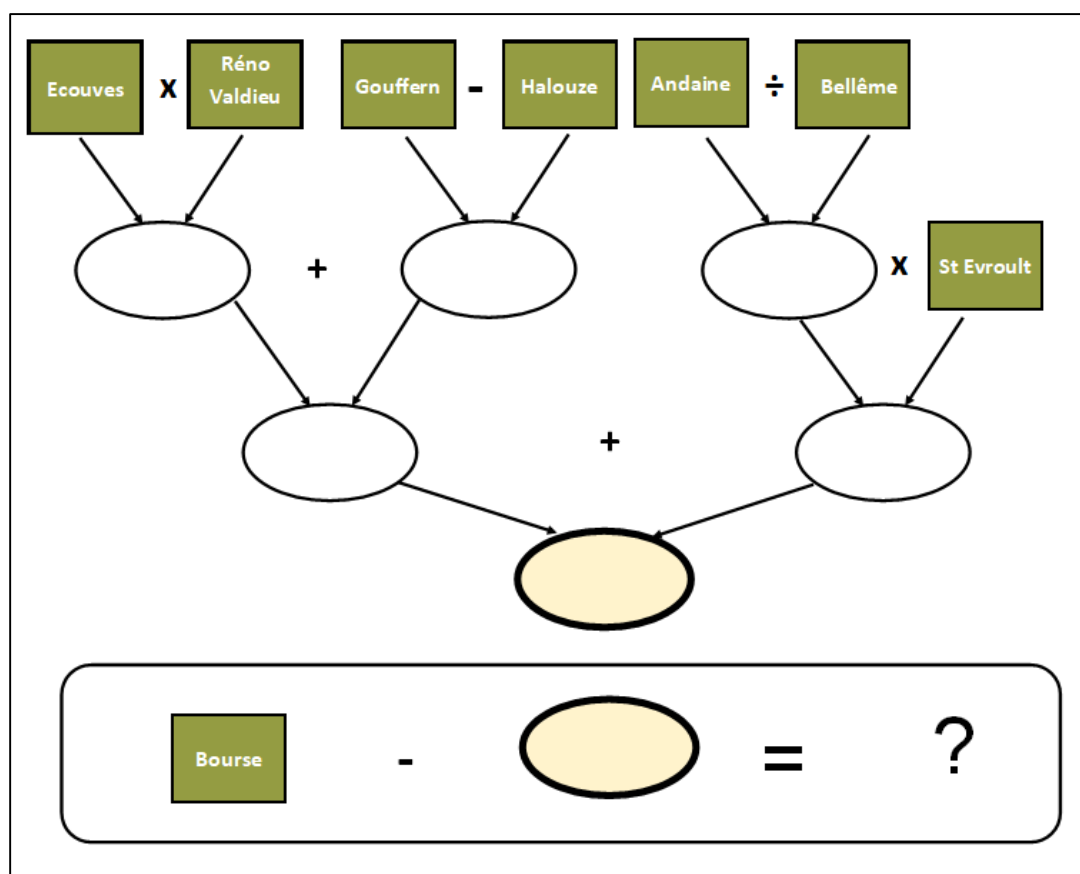 Ecouves x Réno Valdieu Gouffern - Halouze Andaine ÷ Bellême
+ x St Evroult
+
Bourse - = ?